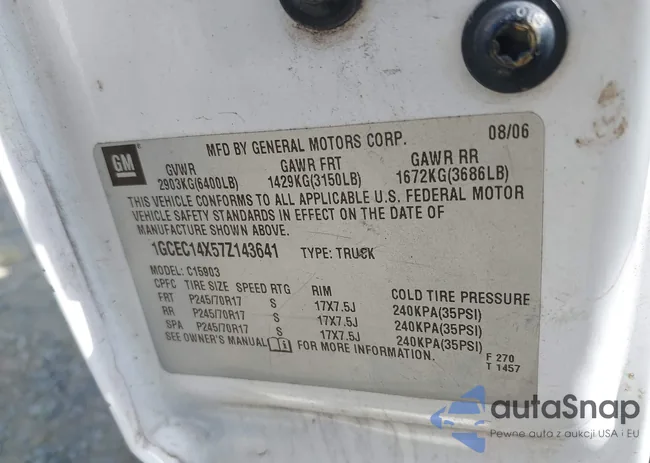 GM
MFD BY GENERAL MOTORS CORP. 08/06
GVWR GAWR FRT GAWR RR
2903KG(6400LB) 1429KG(3150LB) 1672KG(3686LB)
THIS VEHICLE CONFORMS TO ALL APPLICABLE U.S. FEDERAL MOTOR
VEHICLE SAFETY STANDARDS IN EFFECT ON THE DATE OF
MANUFACTURE SHOWN ABOVE.
1GCEC14X57Z143641 TYPE: TRUCK
MODEL: C15903
CPFC TIRE SIZE SPEED RTG RIM COLD TIRE PRESSURE
FRT P245/70R17 S 17X7.5J 240KPA(35PSI)
RR P245/70R17 S 17X7.5J 240KPA(35PSI)
SPA P245/70R17 S 17X7.5J 240KPA(35PSI)
SEE OWNER'S MANUAL FOR MORE INFORMATION.
F 270
T 1457
autaSnap
Pewne auta z aukcji USA i EU